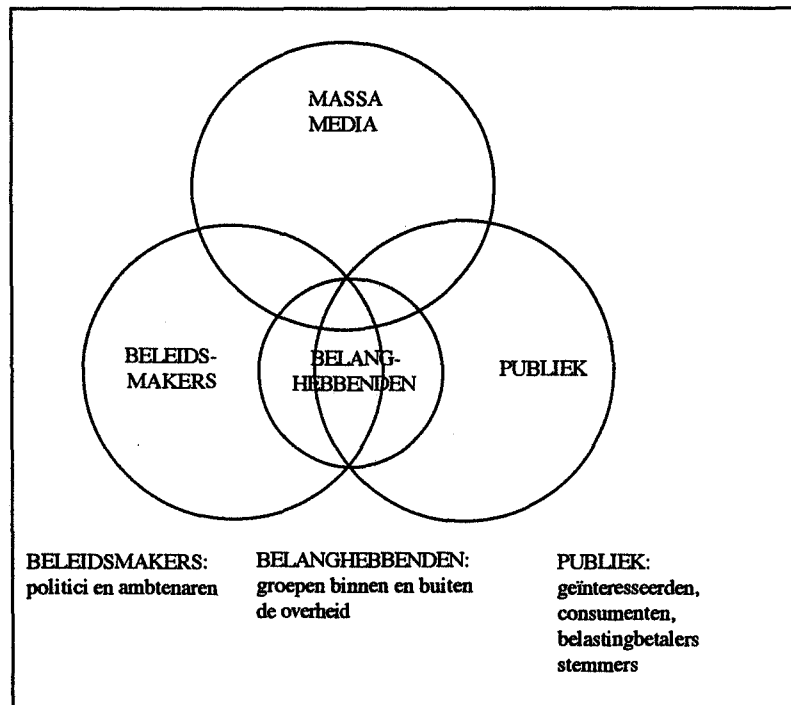 MASSA
MEDIA
BELEIDS-
MAKERS
BELANG-
HEBBENDEN
PUBLIEK
BELEIDSMAKERS:
politici en ambtenaren
BELANGHEBBENDEN:
groepen binnen en buiten
de overheid
PUBLIEK:
geïnteresseerden,
consumenten,
belastingbetalers
stemmers